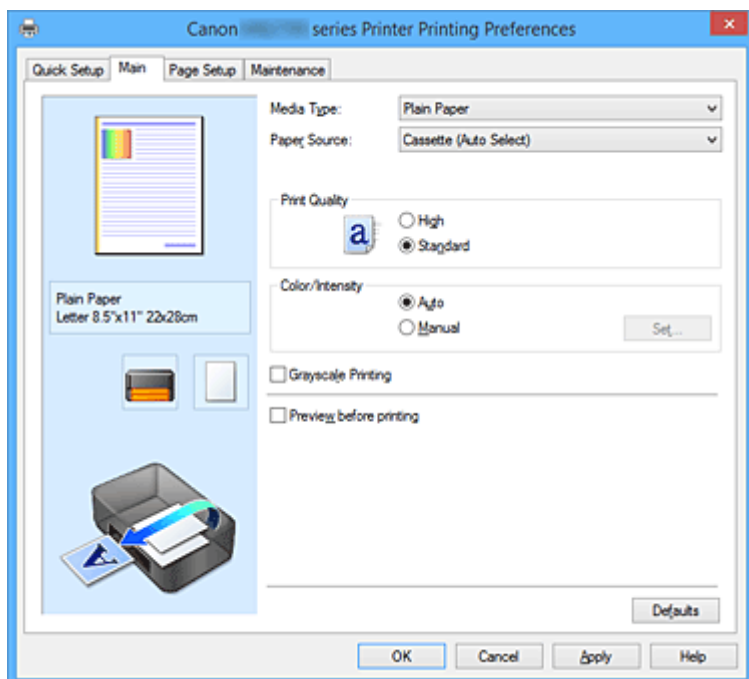 Canon series Printer Printing Preferences
Quick Setup Main Page Setup Maintenance
Media Type: Plain Paper
Paper Source: Cassette (Auto Select)
Print Quality
a
High
Standard
Plain Paper
Letter 8.5"x11" 22x28cm
Color/Intensity
Auto
Manual
Set...
Grayscale Printing
Preview before printing
A
Defaults
OK Cancel Apply Help